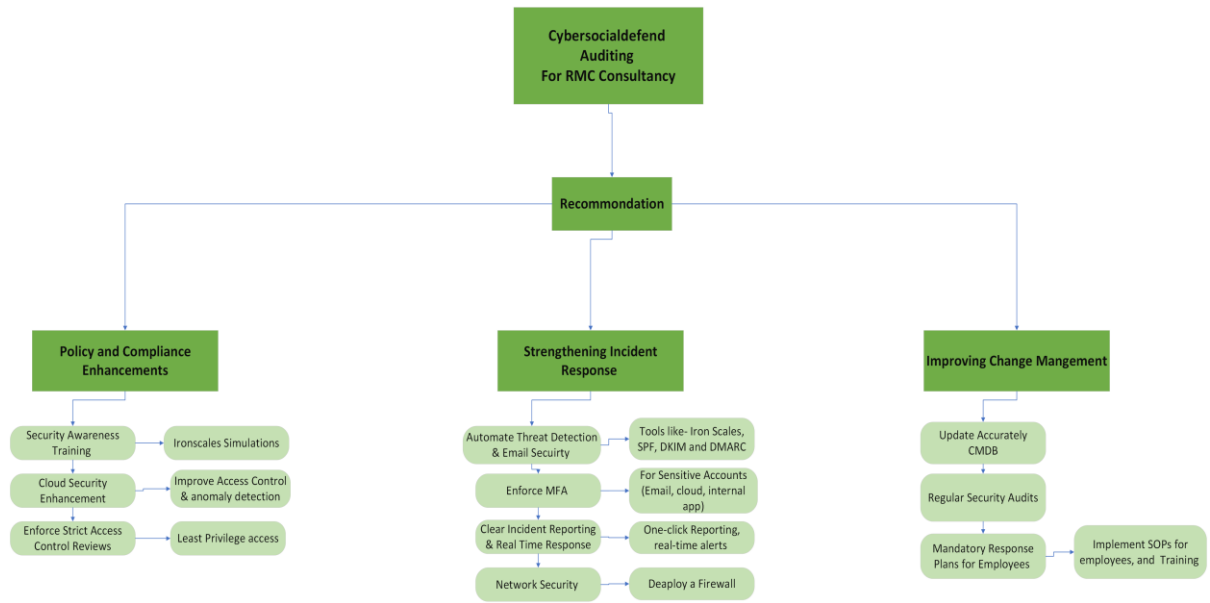 Cybersocialdefend
Auditing
For RMC Consultancy
Recommondation
Policy and Compliance
Enhancements
Security Awareness
Training
Ironscales Simulations
Cloud Security
Enhancement
Improve Access Control
& anomaly detection
Enforce Strict Access
Control Reviews
Least Privilege access
Strengthening Incident
Response
Automate Threat Detection
& Email Secuirty
Tools like- Iron Scales,
SPF, DKIM and DMARC
Enforce MFA
For Sensitive Accounts
(Email, cloud, internal
app)
Clear Incident Reporting
& Real Time Response
One-click Reporting,
real-time alerts
Network Security
Deaploy a Firewall
Improving Change Mangement
Update Accurately
CMDB
Regular Security Audits
Mandatory Response
Plans for Employees
Implement SOPs for
employees, and Training